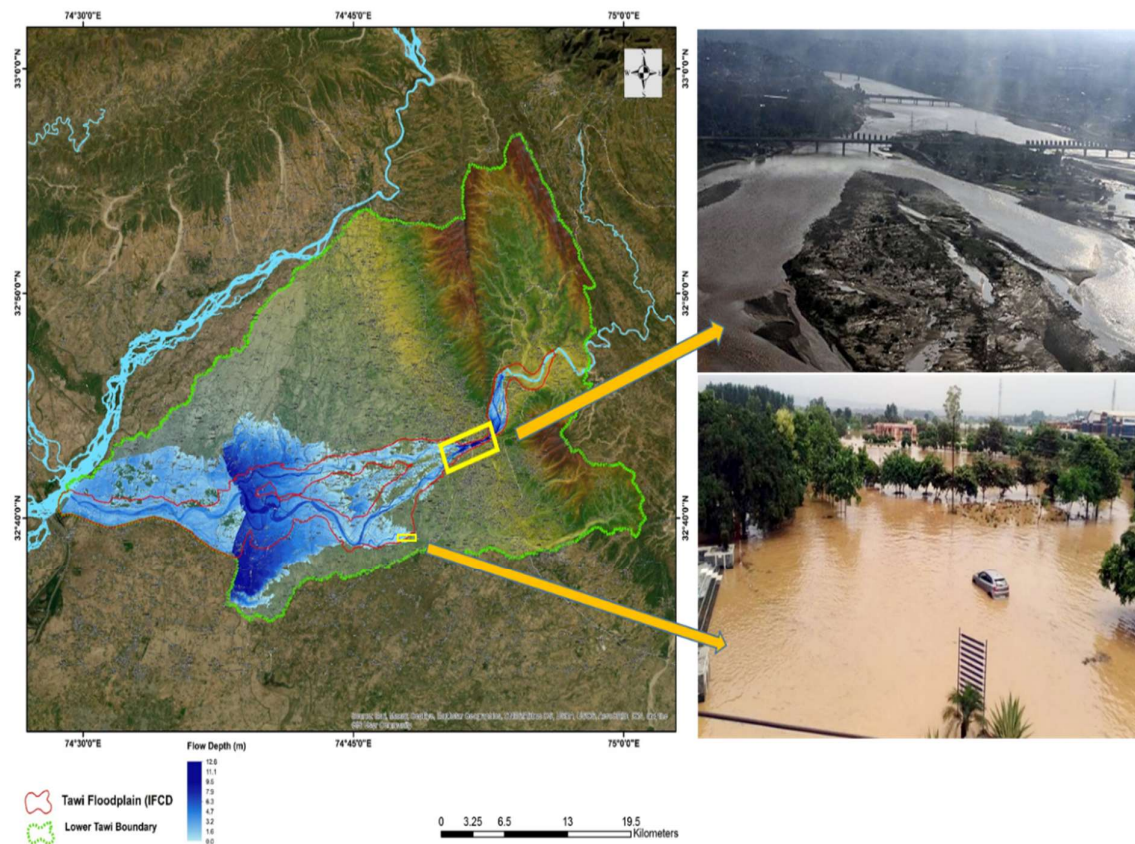 74°30'0"E 74°45'0"E 75°0'0"E
33°0'0"N 33°0'0"N
32°50'0"N 32°50'0"N
32°40'0"N 32°40'0"N
N
W E
S
74°30'0"E 74°45'0"E 75°0'0"E
Flow Depth (m)
12.6
11.1
9.5
7.9
6.3
4.7
3.2
1.6
0.0
Tawi Floodplain (IFCD
Lower Tawi Boundary
0 3.25 6.5 13 19.5
Kilometers